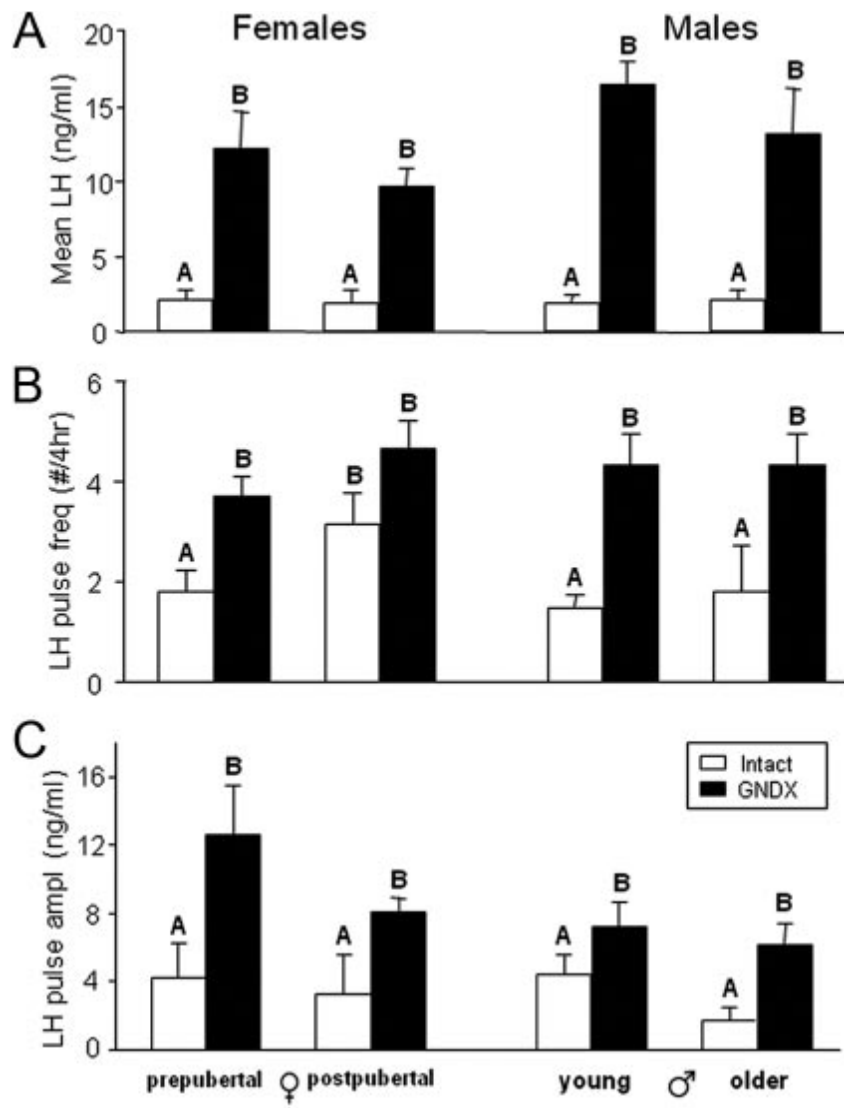 A
Females
Males
Mean LH (ng/ml)
20
15
10
5
0
A
B
A
B
A
B
A
B
B
LH pulse freq (#/4hr)
6
4
2
0
A
B
B
B
A
B
A
B
C
LH pulse ampl (ng/ml)
16
12
8
4
0
A
B
A
B
A
B
A
B
Intact
GNDX
prepubertal ♀ postpubertal young ♂ older